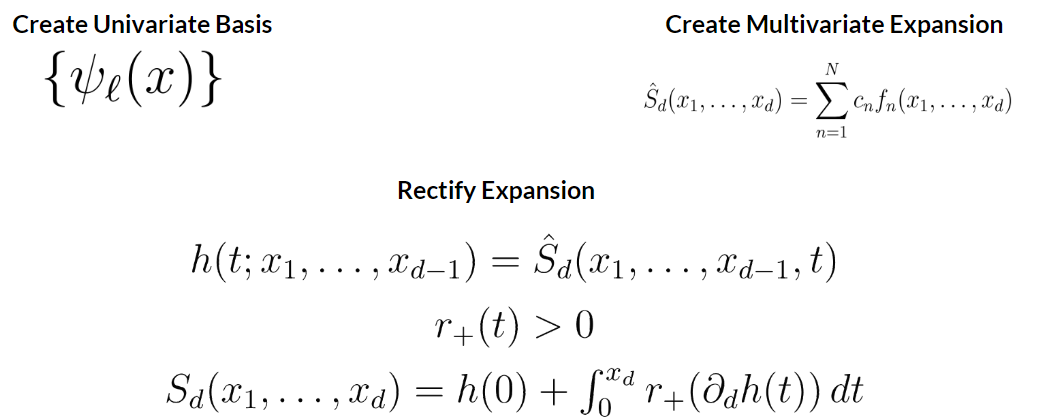 Create Univariate Basis
{ψ_ℓ(x)}
Create Multivariate Expansion
Ŝ_d(x_1, . . . , x_d) = ∑_{n=1}^{N} c_n f_n(x_1, . . . , x_d)
Rectify Expansion
h(t; x_1, . . . , x_{d−1}) = Ŝ_d(x_1, . . . , x_{d−1}, t)
r_+(t) > 0
S_d(x_1, . . . , x_d) = h(0) + ∫_0^{x_d} r_+(∂_d h(t)) dt